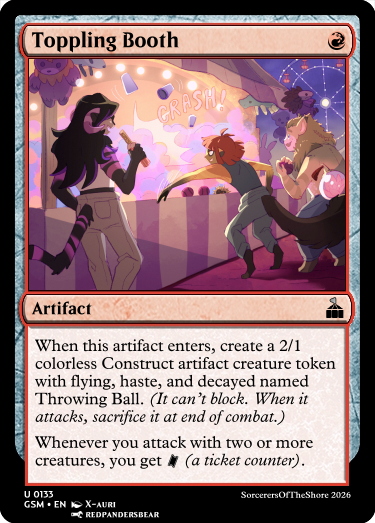 Toppling Booth
CRASH!
Artifact
When this artifact enters, create a 2/1
colorless Construct artifact creature token
with flying, haste, and decayed named
Throwing Ball. (It can't block. When it
attacks, sacrifice it at end of combat.)
Whenever you attack with two or more
creatures, you get (a ticket counter).
U 0133
GSM • EN X-AURI
REDPANDERSBEAR
SorcerersOfTheShore 2026